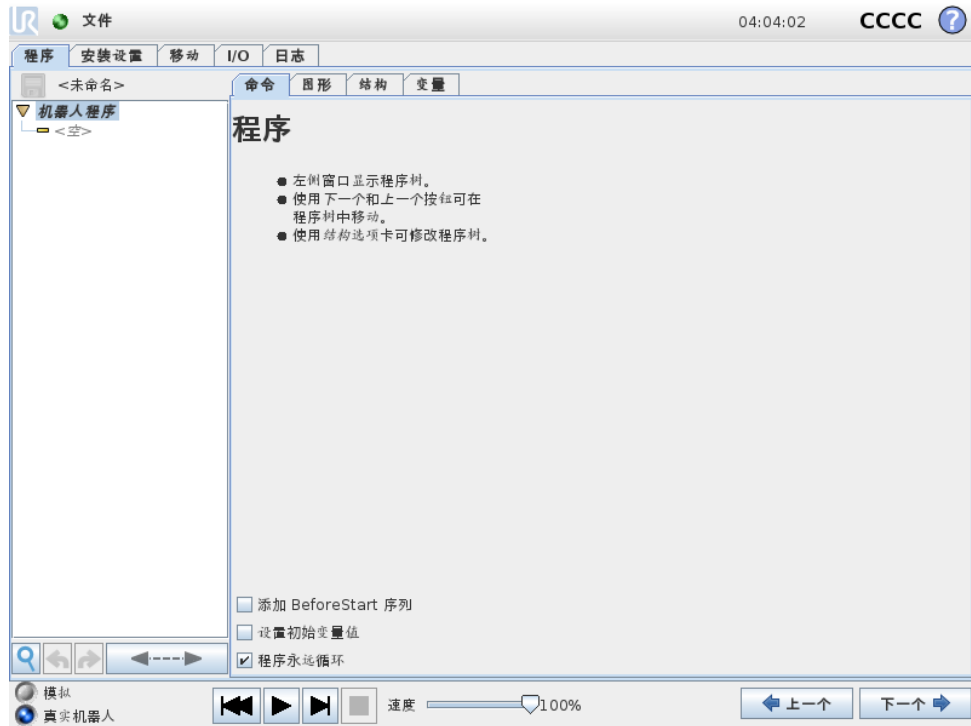 UR 文件 04:04:02 CCCC ?
程序 安装设置 移动 I/O 日志
<未命名> 命令 图形 结构 变量
机器人程序
<空>
程序
左侧窗口显示程序树。
使用下一个和上一个按钮可在
程序树中移动。
使用结构选项卡可修改程序树。
添加 BeforeStart 序列
设置初始变量值
程序永远循环
模拟
真实机器人
速度 100% 上一个 下一个